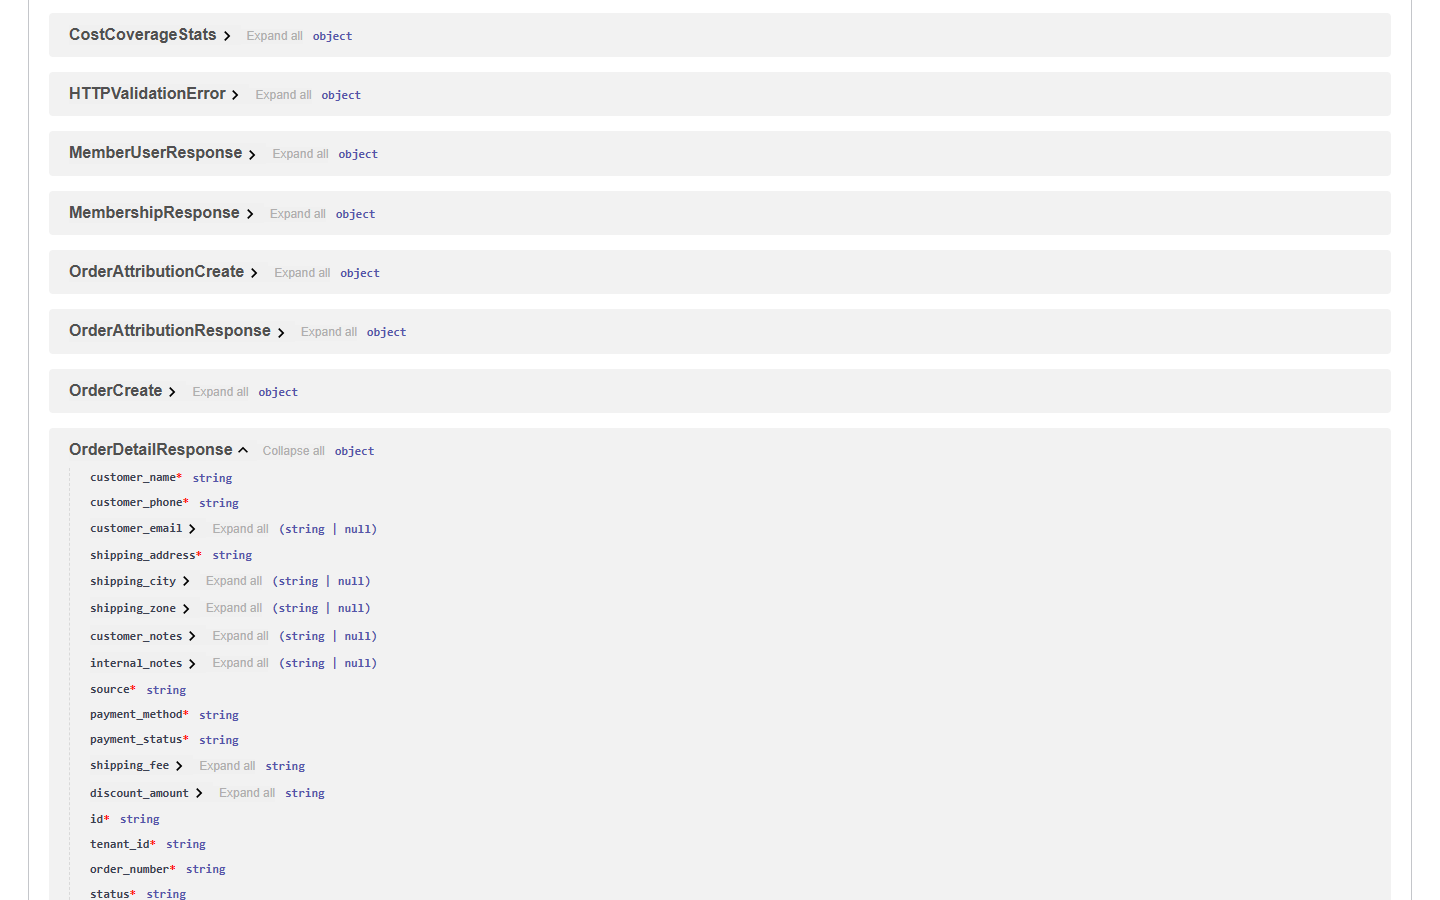 CostCoverageStats Expand all object
HTTPValidationError Expand all object
MemberUserResponse Expand all object
MembershipResponse Expand all object
OrderAttributionCreate Expand all object
OrderAttributionResponse Expand all object
OrderCreate Expand all object
OrderDetailResponse Collapse all object
customer_name* string
customer_phone* string
customer_email Expand all (string | null)
shipping_address* string
shipping_city Expand all (string | null)
shipping_zone Expand all (string | null)
customer_notes Expand all (string | null)
internal_notes Expand all (string | null)
source* string
payment_method* string
payment_status* string
shipping_fee Expand all string
discount_amount Expand all string
id* string
tenant_id* string
order_number* string
status* string